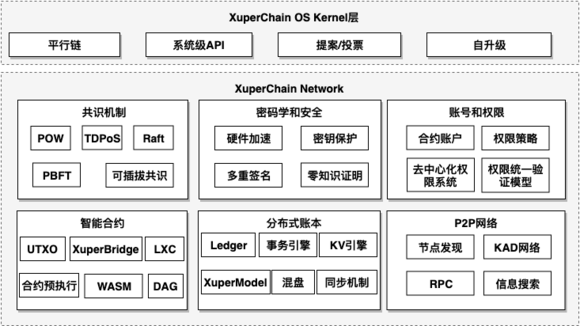 XuperChain OS Kernel层
平行链 系统级API 提案/投票 自升级
XuperChain Network
共识机制
POW TDPoS Raft
PBFT 可插拔共识
密码学和安全
硬件加速 密钥保护
多重签名 零知识证明
账号和权限
合约账户 权限策略
去中心化权
限系统
权限统一验
证模型
智能合约
UTXO XuperBridge LXC
合约预执行 WASM DAG
分布式账本
Ledger 事务引擎 KV引擎
XuperModel 混盘 同步机制
P2P网络
节点发现 KAD网络
RPC 信息搜索